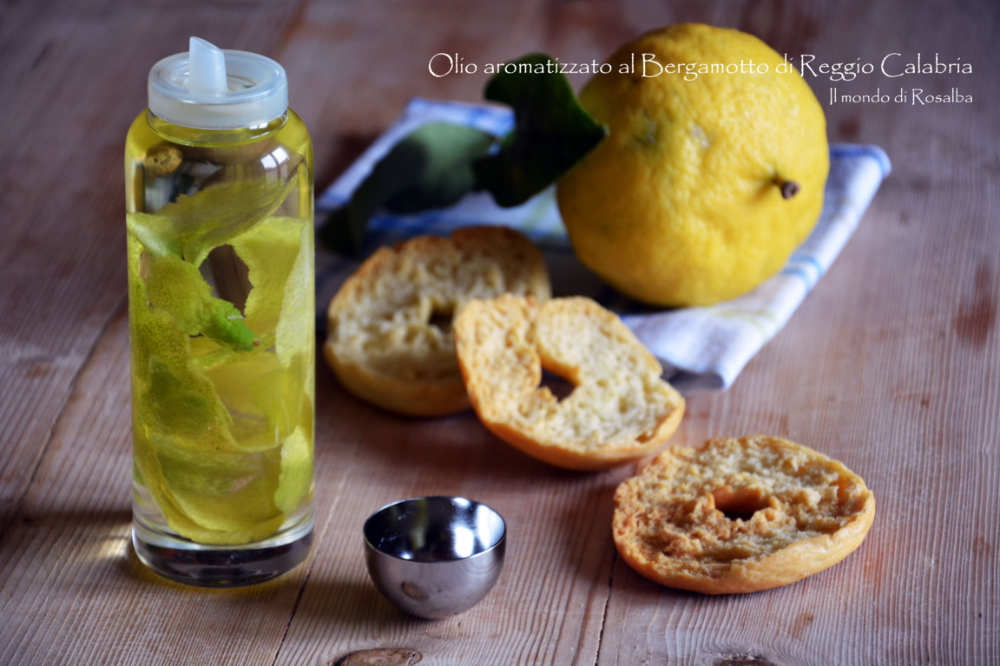 Olio aromatizzato al Bergamotto di Reggio Calabria
Il mondo di Rosalba